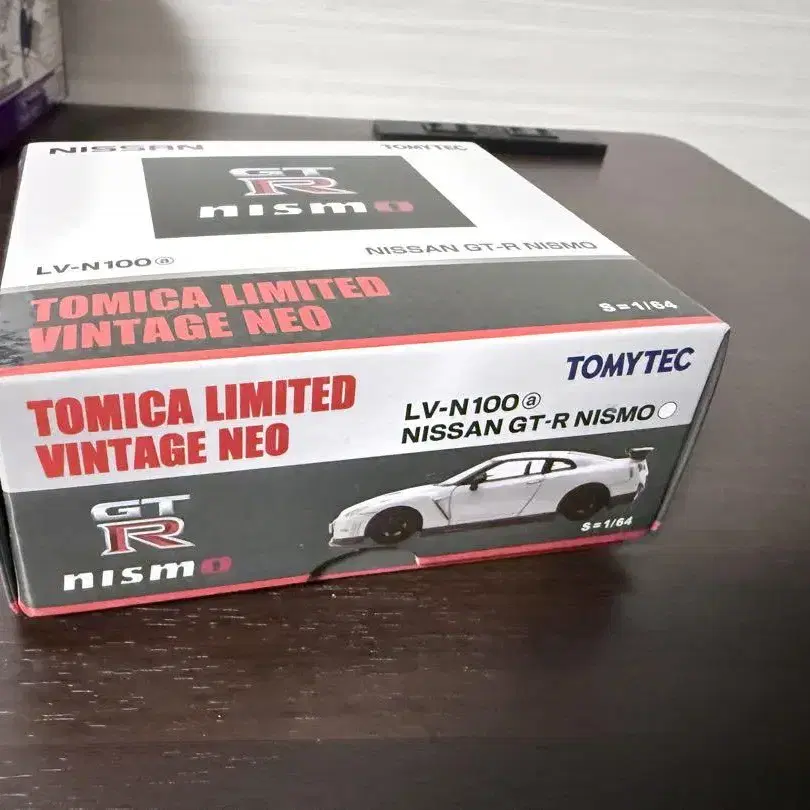 NISSAN
TOMYTEC
GT
R
nismo
LV-N100ⓐ
NISSAN GT-R NISMO
TOMICA LIMITED
VINTAGE NEO
S=1/64
TOMICA LIMITED
VINTAGE NEO
TOMYTEC
LV-N100ⓐ
NISSAN GT-R NISMO
GT
R
nismo
S=1/64